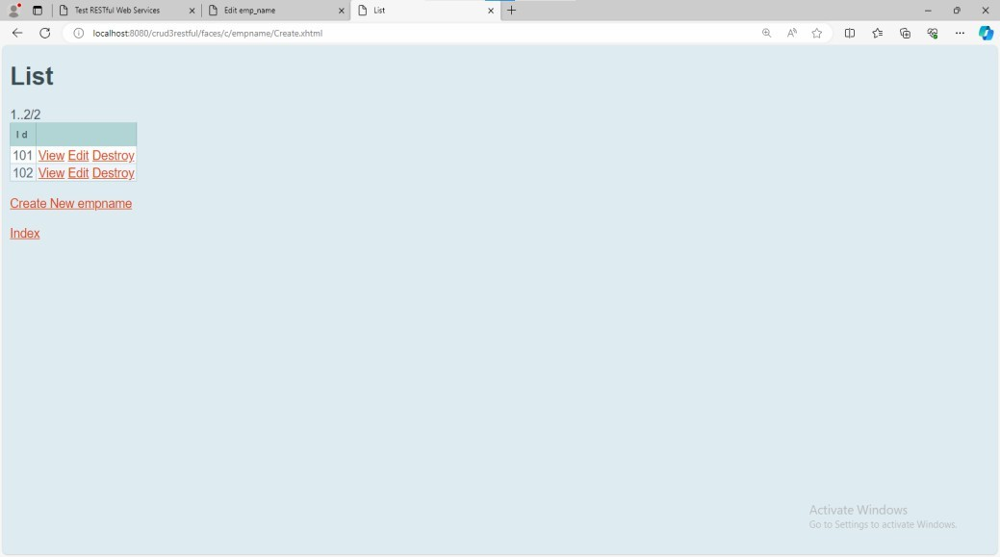 Test RESTful Web Services
Edit emp_name
List
localhost:8080/crud3restful/faces/c/empname/Create.xhtml
List
1..2/2
Id
101 View Edit Destroy
102 View Edit Destroy
Create New empname
Index
Activate Windows
Go to Settings to activate Windows.